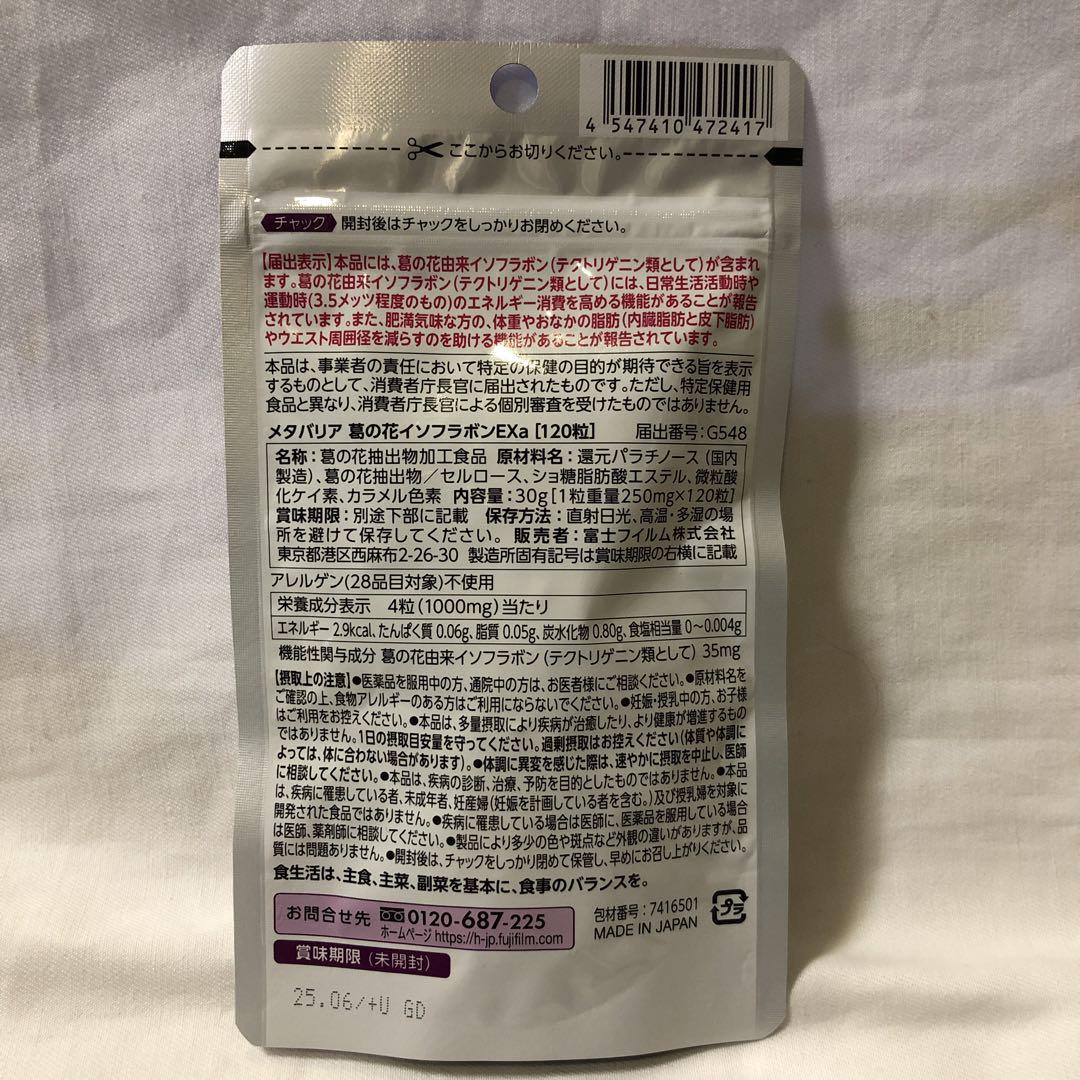 4 547410 472417
ここからお切りください。
チャック 開封後はチャックをしっかりお閉めください。
【届出表示】本品には、葛の花由来イソフラボン(テクトリゲニン類として)が含まれ
ます。葛の花由来イソフラボン(テクトリゲニン類として)には、日常生活活動時や
運動時(3.5メッツ程度のもの)のエネルギー消費を高める機能があることが報告
されています。また、肥満気味な方の、体重やおなかの脂肪(内臓脂肪と皮下脂肪)
やウエスト周囲径を減らすのを助ける機能があることが報告されています。
本品は、事業者の責任において特定の保健の目的が期待できる旨を表示
するものとして、消費者庁長官に届出されたものです。ただし、特定保健用
食品と異なり、消費者庁長官による個別審査を受けたものではありません。
メタバリア 葛の花イソフラボンEXa [120粒] 届出番号:G548
名称:葛の花抽出物加工食品 原材料名:還元パラチノース(国内
製造)、葛の花抽出物/セルロース、ショ糖脂肪酸エステル、微粒酸
化ケイ素、カラメル色素 内容量:30g[1粒重量250mg×120粒]
賞味期限:別途下部に記載 保存方法:直射日光、高温・多湿の場
所を避けて保存してください。 販売者:富士フイルム株式会社
東京都港区西麻布2-26-30 製造所固有記号は賞味期限の右横に記載
アレルゲン(28品目対象)不使用
栄養成分表示 4粒(1000mg)当たり
エネルギー 2.9kcal、たんぱく質 0.06g、脂質 0.05g、炭水化物 0.80g、食塩相当量 0~0.004g
機能性関与成分 葛の花由来イソフラボン(テクトリゲニン類として) 35mg
【摂取上の注意】●医薬品を服用中の方、通院中の方は、お医者様にご相談ください。●原材料名を
ご確認の上、食物アレルギーのある方はご利用にならないでください。●妊娠・授乳中の方、お子様
はご利用をお控えください。●本品は、多量摂取により疾病が治癒したり、より健康が増進するもの
ではありません。1日の摂取目安量を守ってください。過剰摂取はお控えください(体質や体調に
よっては、体に合わない場合があります)。●体調に異変を感じた際は、速やかに摂取を中止し、医師
に相談してください。●本品は、疾病の診断、治療、予防を目的としたものではありません。●本品
は、疾病に罹患している者、未成年者、妊産婦(妊娠を計画している者を含む。)及び授乳婦を対象に
開発された食品ではありません。●疾病に罹患している場合は医師に、医薬品を服用している場合
は医師、薬剤師に相談してください。●製品により多少の色や斑点など外観の違いがありますが、品
質には問題ありません。●開封後は、チャックをしっかり閉めて保管し、早めにお召し上がりください。
食生活は、主食、主菜、副菜を基本に、食事のバランスを。
お問合せ先 0120-687-225
ホームページ https://h-jp.fujifilm.com
包材番号:7416501
MADE IN JAPAN
プラ
賞味期限(未開封)
25.06/+U GD